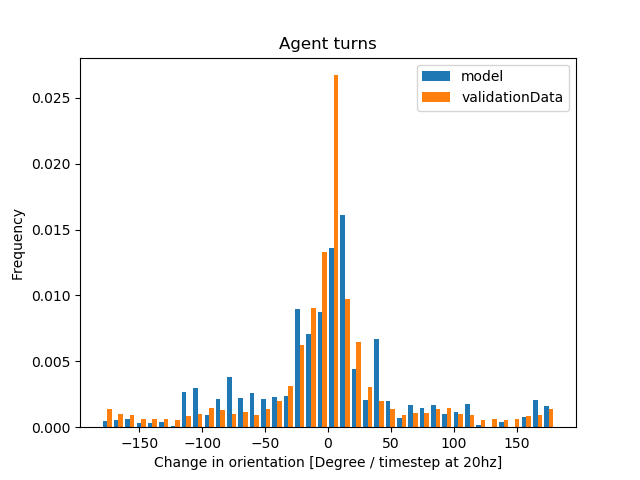 Agent turns
model
validationData
Frequency
0.025
0.020
0.015
0.010
0.005
0.000
−150 −100 −50 0 50 100 150
Change in orientation [Degree / timestep at 20hz]